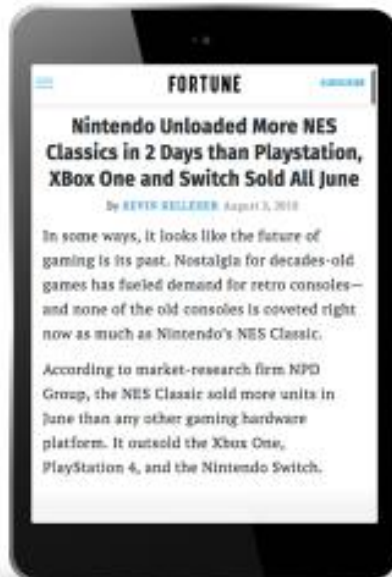 FORTUNE
SUBSCRIBE
Nintendo Unloaded More NES
Classics in 2 Days than Playstation,
XBox One and Switch Sold All June
By KEVIN KELLEHER August 3, 2018
In some ways, it looks like the future of
gaming is its past. Nostalgia for decades-old
games has fueled demand for retro consoles—
and none of the old consoles is coveted right
now as much as Nintendo's NES Classic.
According to market-research firm NPD
Group, the NES Classic sold more units in
June than any other gaming hardware
platform. It outsold the Xbox One,
PlayStation 4, and the Nintendo Switch.